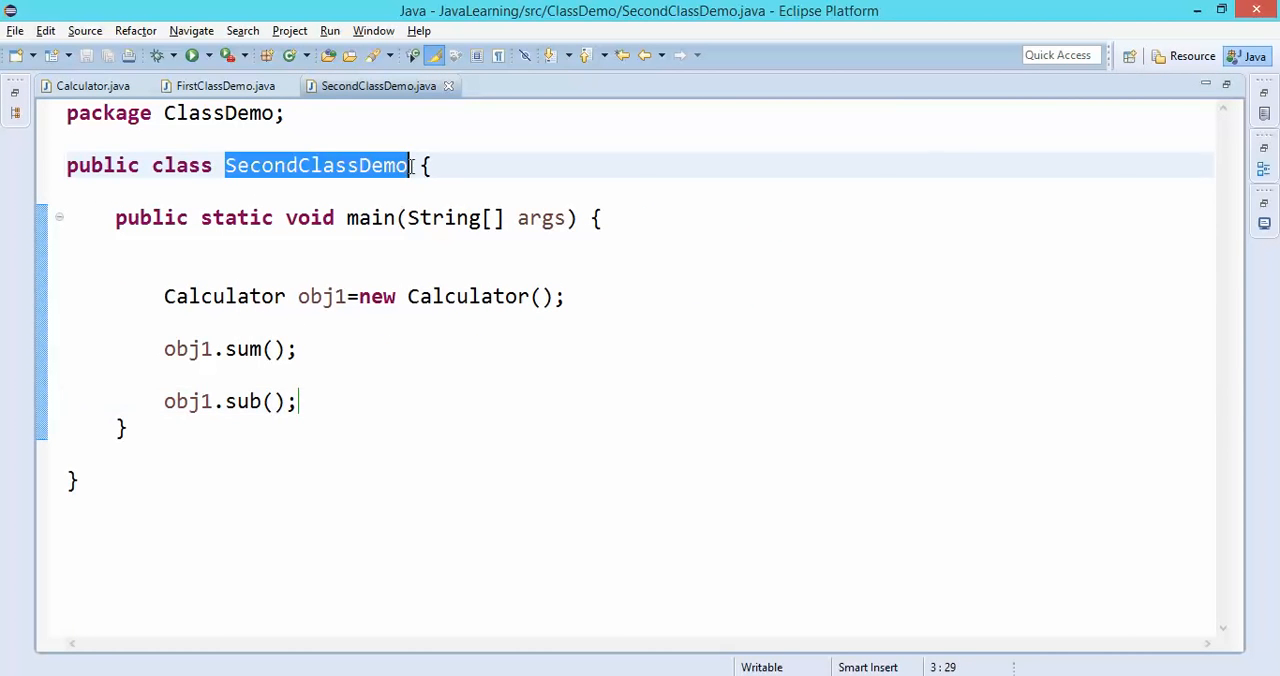 Java - JavaLearning/src/ClassDemo/SecondClassDemo.java - Eclipse Platform
File Edit Source Refactor Navigate Search Project Run Window Help
Quick Access Resource Java
Calculator.java FirstClassDemo.java SecondClassDemo.java
package ClassDemo;
public class SecondClassDemo {
public static void main(String[] args) {
Calculator obj1=new Calculator();
obj1.sum();
obj1.sub();
}
}
Writable Smart Insert 3 : 29